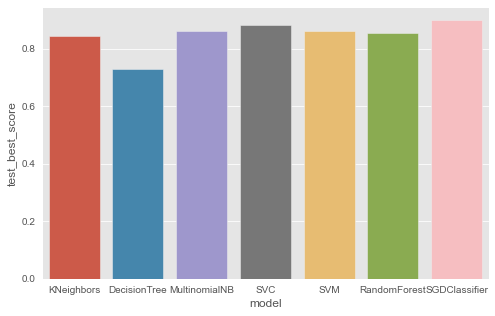 test_best_score
0.8
0.6
0.4
0.2
0.0
KNeighbors DecisionTree MultinomialNB SVC SVM RandomForest SGDClassifier
model